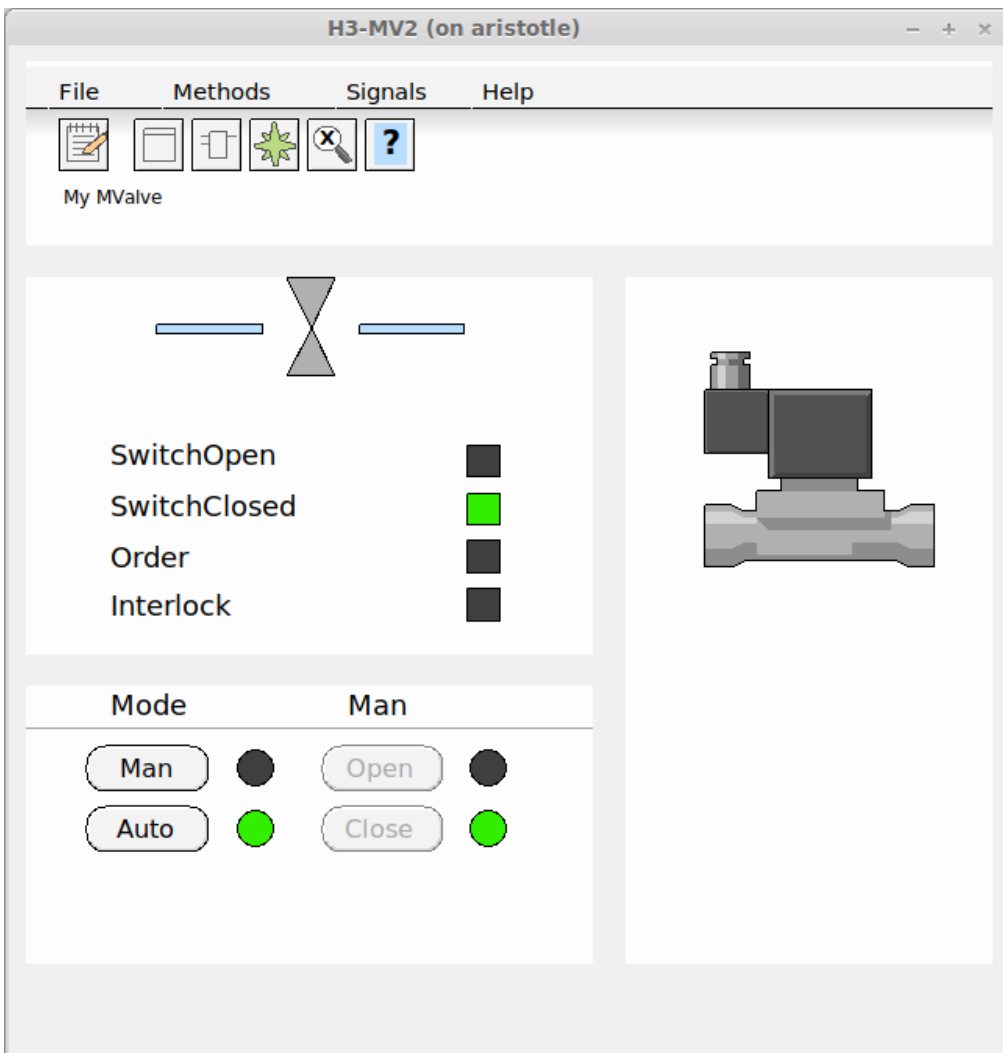 H3-MV2 (on aristotle)
File Methods Signals Help
X ?
My MValve
SwitchOpen
SwitchClosed
Order
Interlock
Mode Man
Man Open
Auto Close